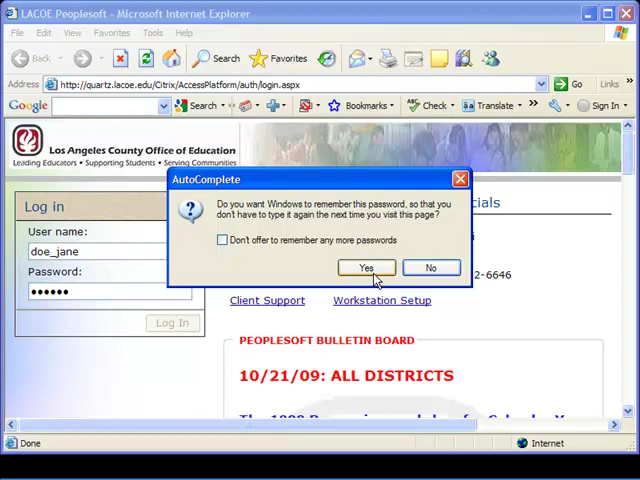 LACOE Peoplesoft - Microsoft Internet Explorer
File Edit View Favorites Tools Help
Back Search Favorites
Address http://quartz.lacoe.edu/Citrix/AccessPlatform/auth/login.aspx Go Links »
Google Search Bookmarks Check Translate » Sign In
Los Angeles County Office of Education
Leading Educators • Supporting Students • Serving Communities
AutoComplete
Do you want Windows to remember this password, so that you
don't have to type it again the next time you visit this page?
Don't offer to remember any more passwords
Yes No
Log in
User name:
doe_jane
Password:
••••••
Log In
cials
2-6646
Client Support Workstation Setup
PEOPLESOFT BULLETIN BOARD
10/21/09: ALL DISTRICTS
Done Internet